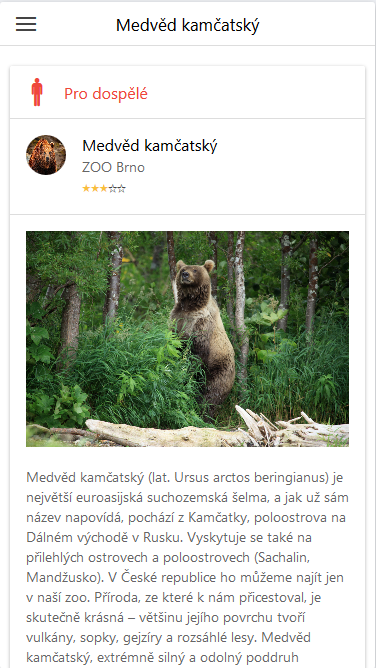 Medvěd kamčatský
Pro dospělé
Medvěd kamčatský
ZOO Brno
Medvěd kamčatský (lat. Ursus arctos beringianus) je
největší euroasijská suchozemská šelma, a jak už sám
název napovídá, pochází z Kamčatky, poloostrova na
Dálném východě v Rusku. Vyskytuje se také na
přilehlých ostrovech a poloostrovech (Sachalin,
Mandžusko). V České republice ho můžeme najít jen
v naší zoo. Příroda, ze které k nám přicestoval, je
skutečně krásná – většinu jejího povrchu tvoří
vulkány, sopky, gejzíry a rozsáhlé lesy. Medvěd
kamčatský, extrémně silný a odolný poddruh